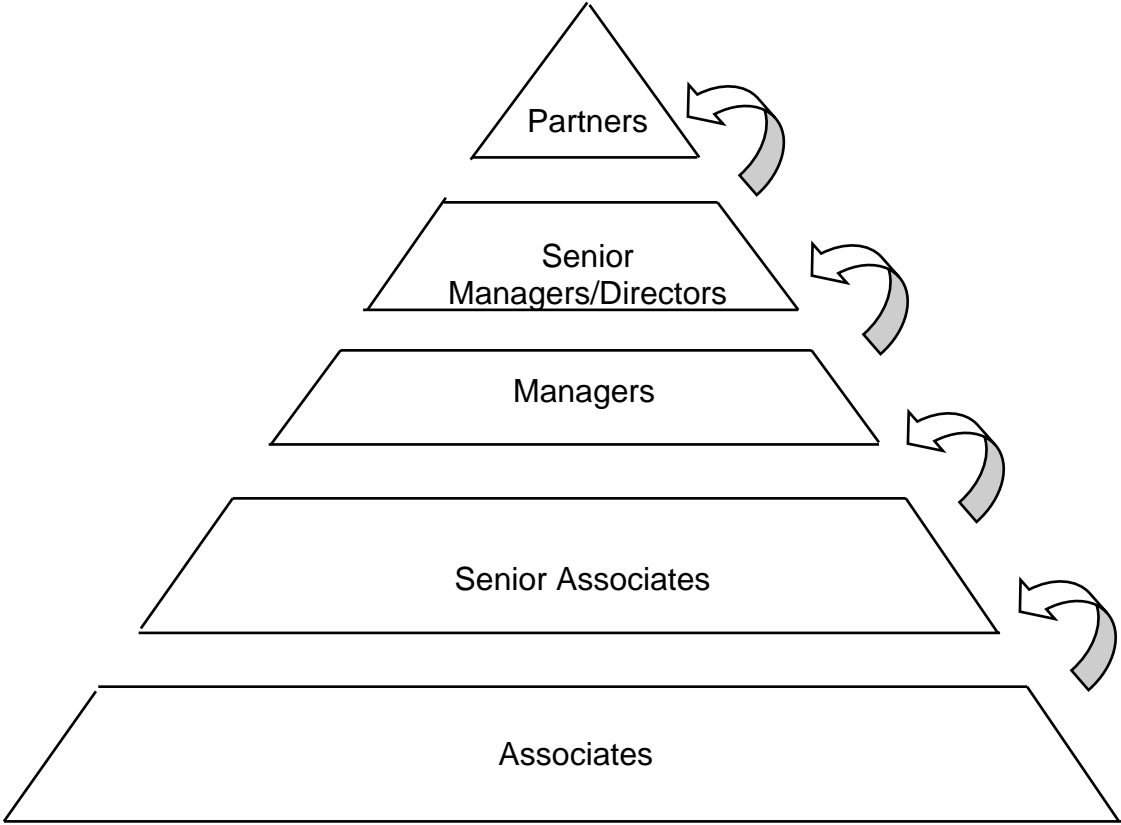 Partners
Senior
Managers/Directors
Managers
Senior Associates
Associates